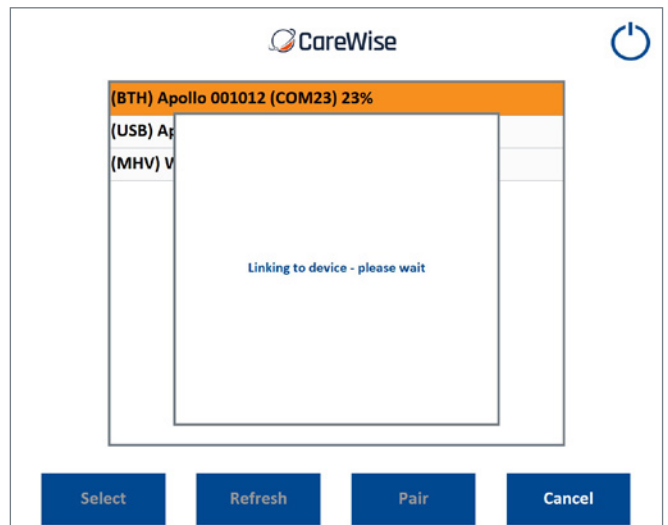 CareWise
(BTH) Apollo 001012 (COM23) 23%
(USB) Ap
(MHV) V
Linking to device - please wait
Select
Refresh
Pair
Cancel